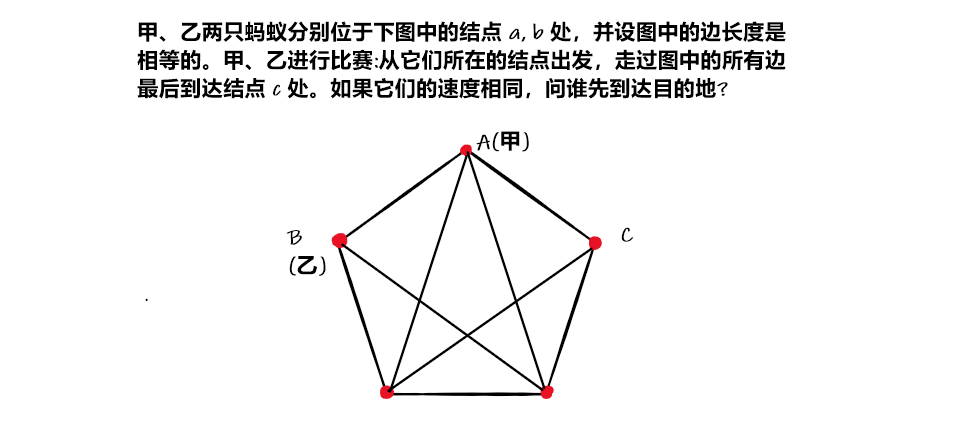 甲、乙两只蚂蚁分别位于下图中的结点 a, b 处，并设图中的边长度是
相等的。甲、乙进行比赛:从它们所在的结点出发，走过图中的所有边
最后到达结点 c 处。如果它们的速度相同，问谁先到达目的地?
A(甲)
B
C
(乙)